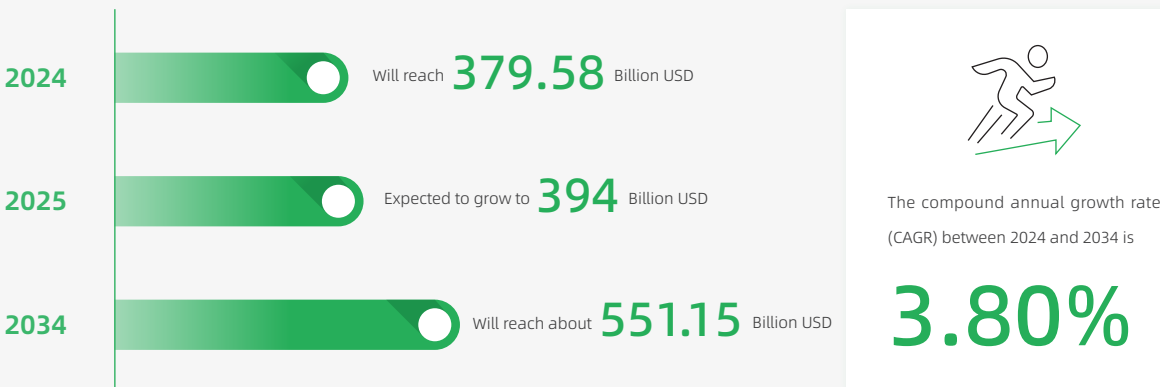 2024 Will reach 379.58 Billion USD
2025 Expected to grow to 394 Billion USD
2034 Will reach about 551.15 Billion USD
The compound annual growth rate
(CAGR) between 2024 and 2034 is
3.80%